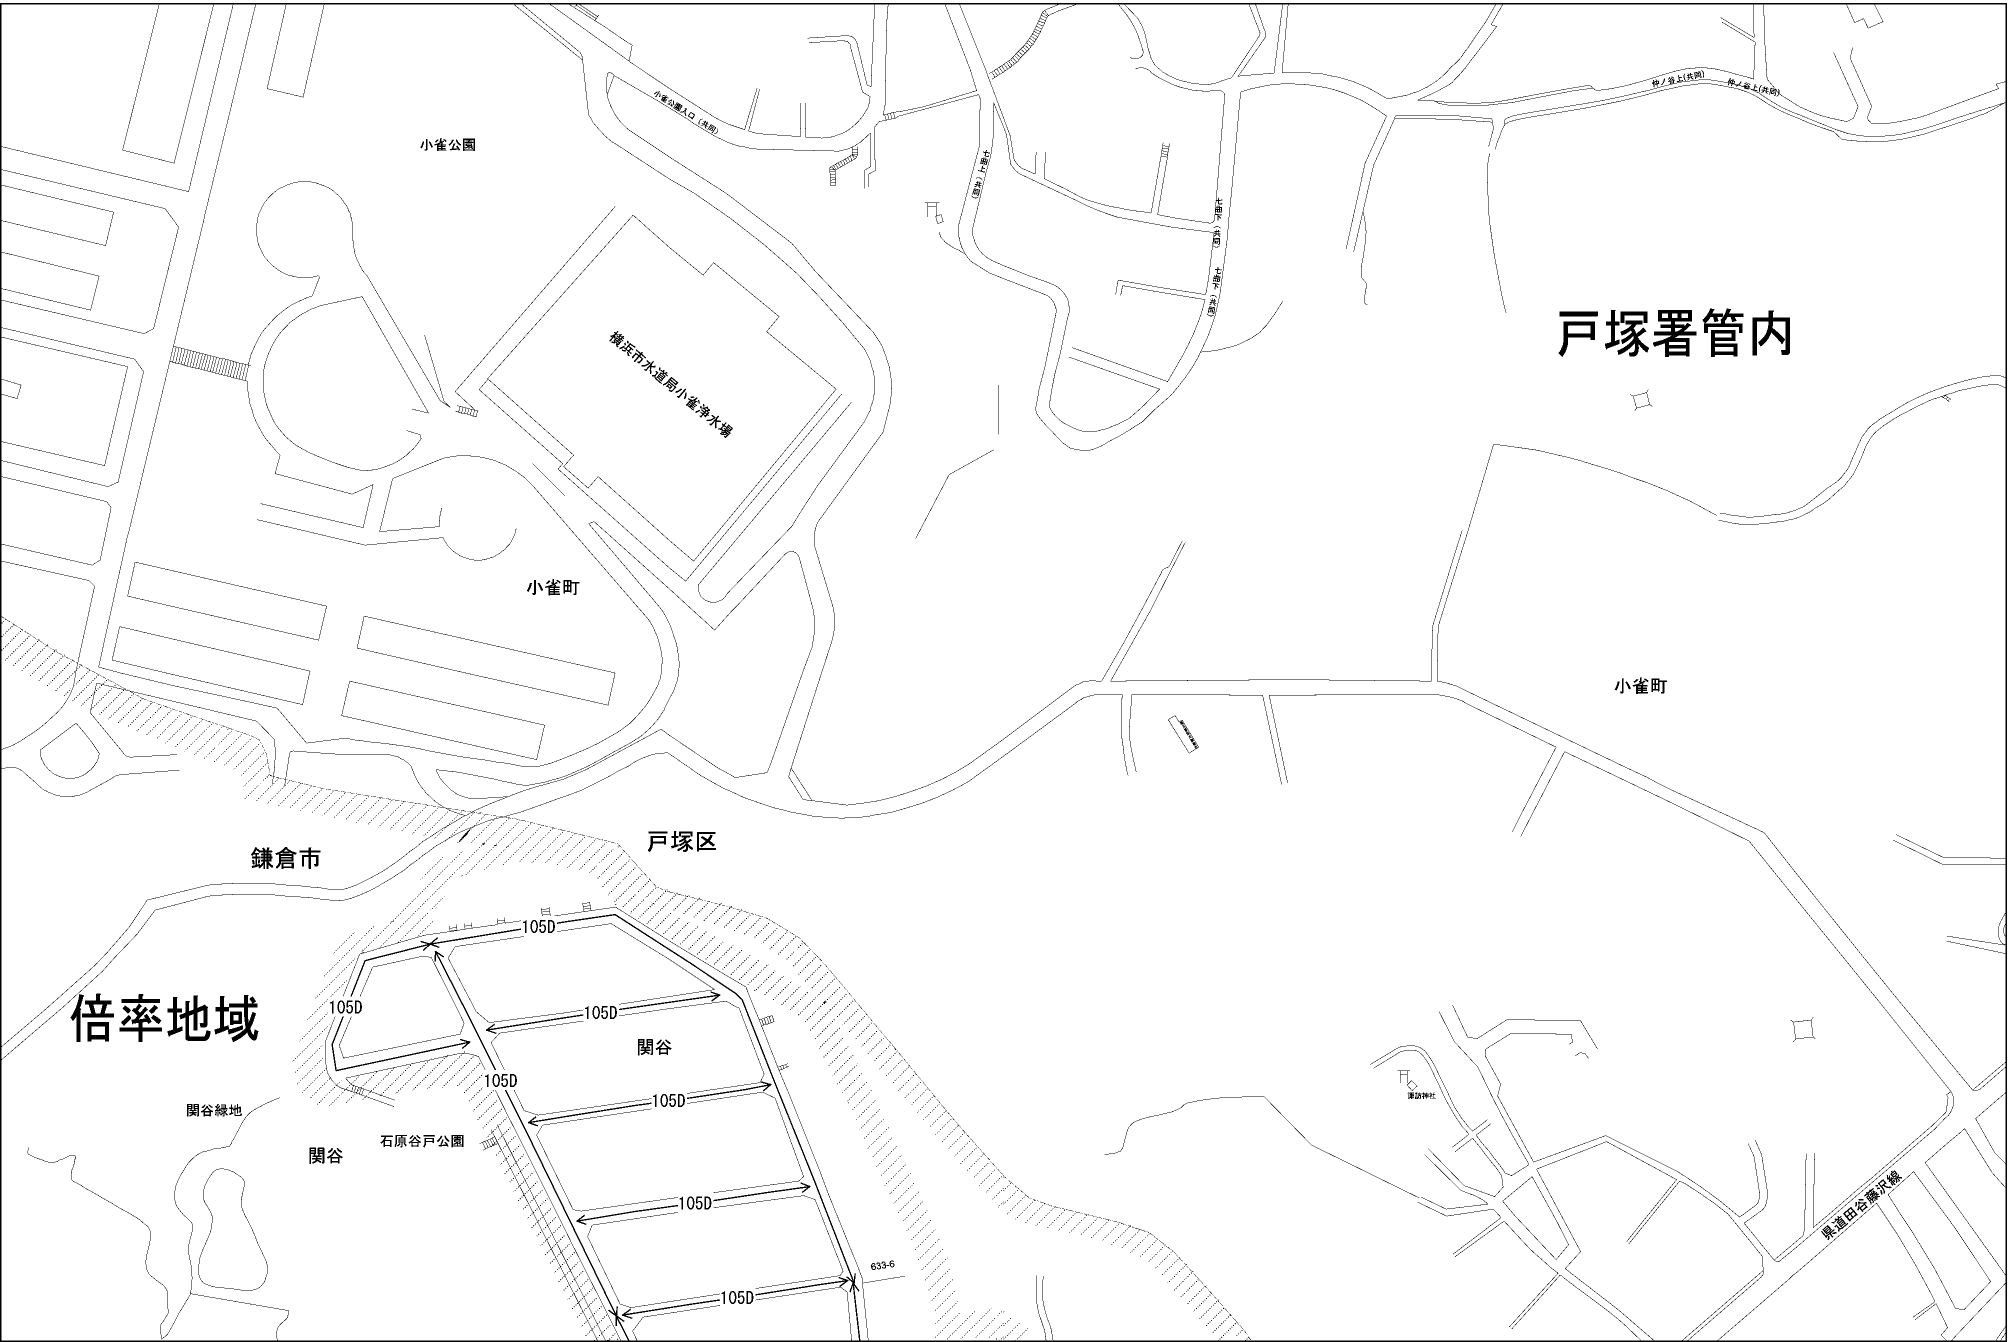 小雀公園入口（共同）
仲ノ谷上(共同)
仲ノ谷上(共同)
小雀公園
七曲上（共同）
七曲下（共同）
七曲下（共同）
戸塚署管内
横浜市水道局小雀浄水場
小雀町
小雀町
戸塚区
鎌倉市
105D
倍率地域
105D
105D
関谷
105D
105D
諏訪神社
関谷緑地
石原谷戸公園
関谷
105D
県道田谷藤沢線
633-6
105D